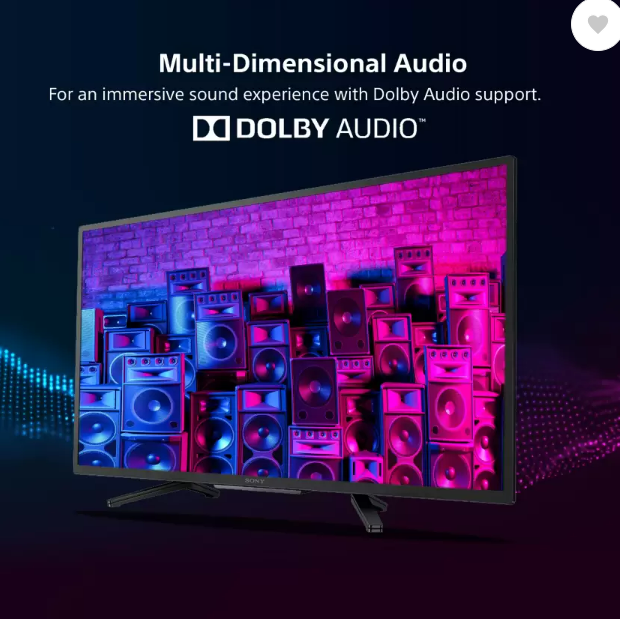 Multi-Dimensional Audio
For an immersive sound experience with Dolby Audio support.
DOLBY AUDIO™
SONY